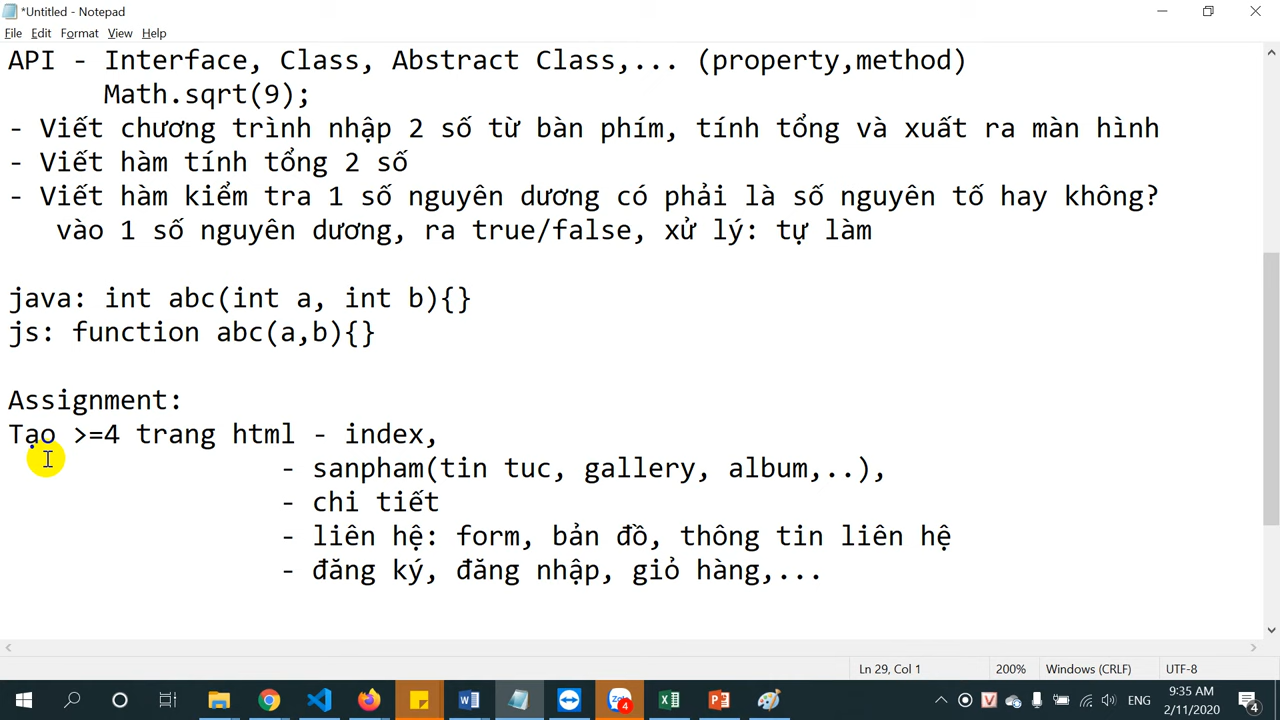 *Untitled - Notepad
File Edit Format View Help
API - Interface, Class, Abstract Class,... (property,method)
Math.sqrt(9);
- Viết chương trình nhập 2 số từ bàn phím, tính tổng và xuất ra màn hình
- Viết hàm tính tổng 2 số
- Viết hàm kiểm tra 1 số nguyên dương có phải là số nguyên tố hay không?
vào 1 số nguyên dương, ra true/false, xử lý: tự làm
java: int abc(int a, int b){}
js: function abc(a,b){}
Assignment:
Tạo >=4 trang html - index,
- sanpham(tin tuc, gallery, album,..),
- chi tiết
- liên hệ: form, bản đồ, thông tin liên hệ
- đăng ký, đăng nhập, giỏ hàng,...
Ln 29, Col 1 200% Windows (CRLF) UTF-8
ENG 9:35 AM
2/11/2020